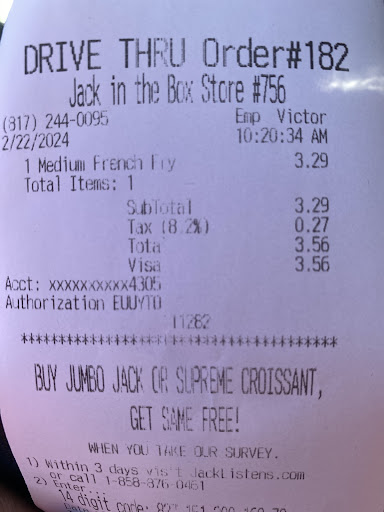 DRIVE THRU Order#182
Jack in the Box Store #756
(817) 244-0095 Emp Victor
2/22/2024 10:20:34 AM
1 Medium French Fry 3.29
Total Items: 1
SubTotal 3.29
Tax (8.2%) 0.27
Total 3.56
Visa 3.56
Acct: xxxxxxxxxx4305
Authorization EUUYTO
11282
****************************************
BUY JUMBO JACK OR SUPREME CROISSANT,
GET SAME FREE!
WHEN YOU TAKE OUR SURVEY.
1) Within 3 days visit JackListens.com
or call 1-858-876-0461
2) Enter...
14 digit code: